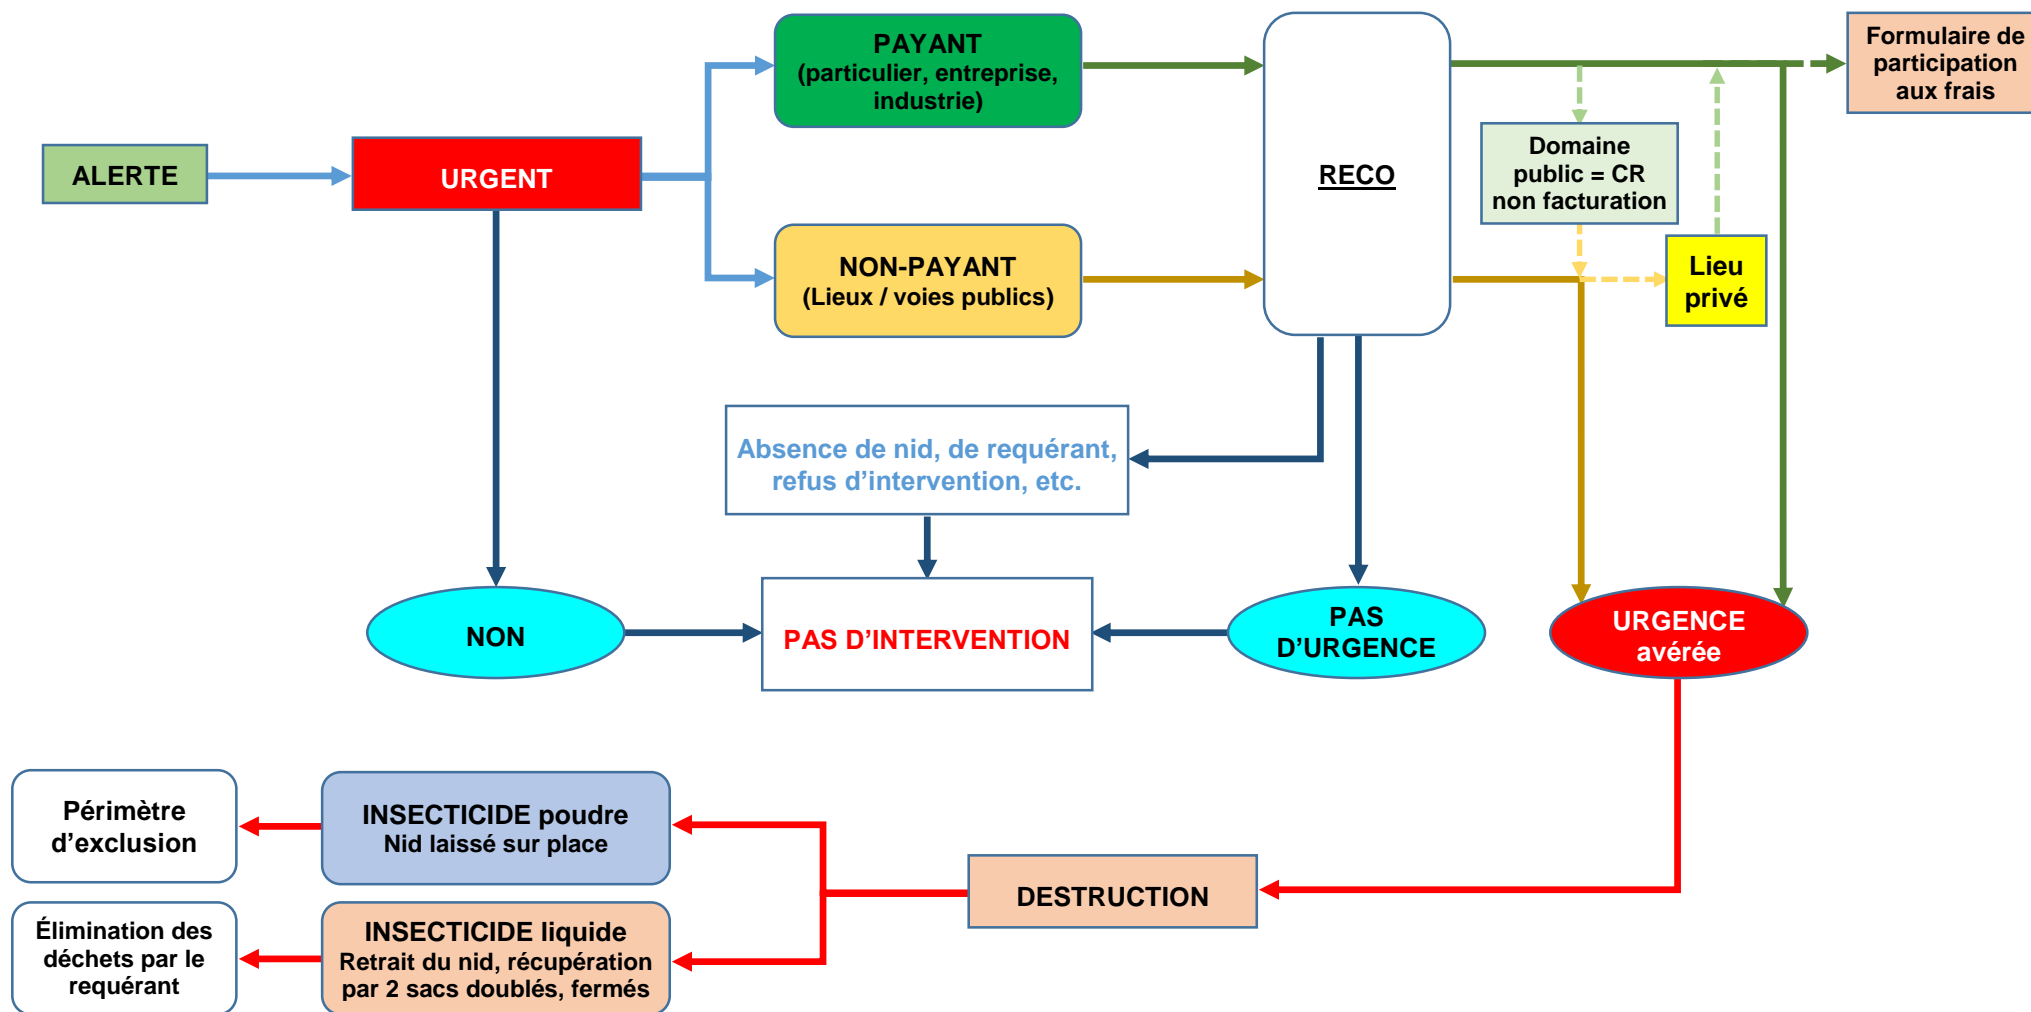 ALERTE
URGENT
PAYANT
(particulier, entreprise,
industrie)
NON-PAYANT
(Lieux / voies publics)
RECO
Formulaire de
participation
aux frais
Domaine
public = CR
non facturation
Lieu
privé
Absence de nid, de requérant,
refus d’intervention, etc.
NON
PAS D’INTERVENTION
PAS
D’URGENCE
URGENCE
avérée
Périmètre
d’exclusion
INSECTICIDE poudre
Nid laissé sur place
DESTRUCTION
Élimination des
déchets par le
requérant
INSECTICIDE liquide
Retrait du nid, récupération
par 2 sacs doublés, fermés